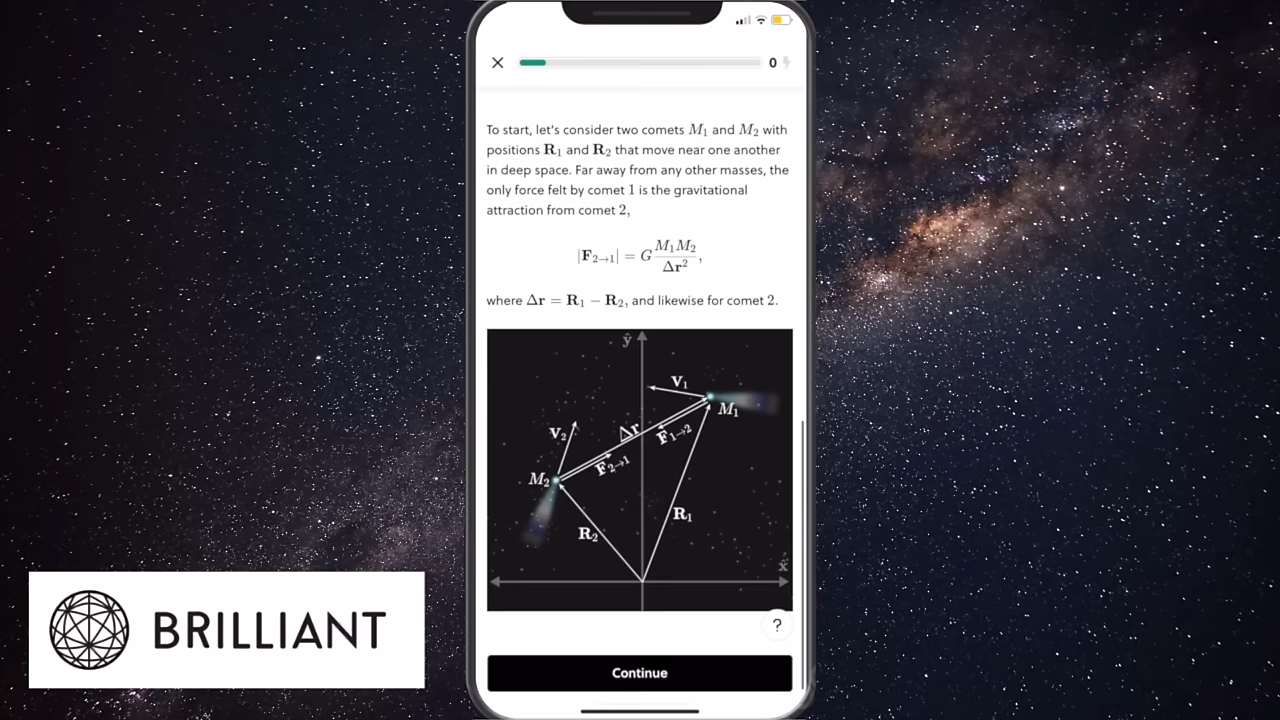 0
To start, let's consider two comets M₁ and M₂ with
positions R₁ and R₂ that move near one another
in deep space. Far away from any other masses, the
only force felt by comet 1 is the gravitational
attraction from comet 2,
|F₂→₁| = G M₁M₂ / Δr²,
where Δr = R₁ − R₂, and likewise for comet 2.
ŷ
V₁
M₁
Δr
F₁→₂
V₂
F₂→₁
M₂
R₁
R₂
x̂
?
Continue
BRILLIANT